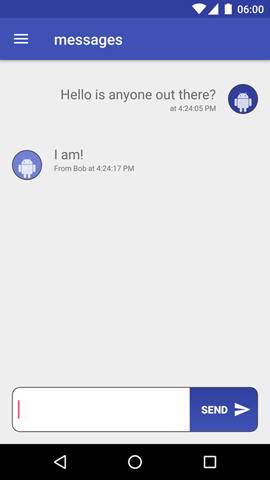 06:00
messages
Hello is anyone out there?
at 4:24:05 PM
I am!
From Bob at 4:24:17 PM
SEND